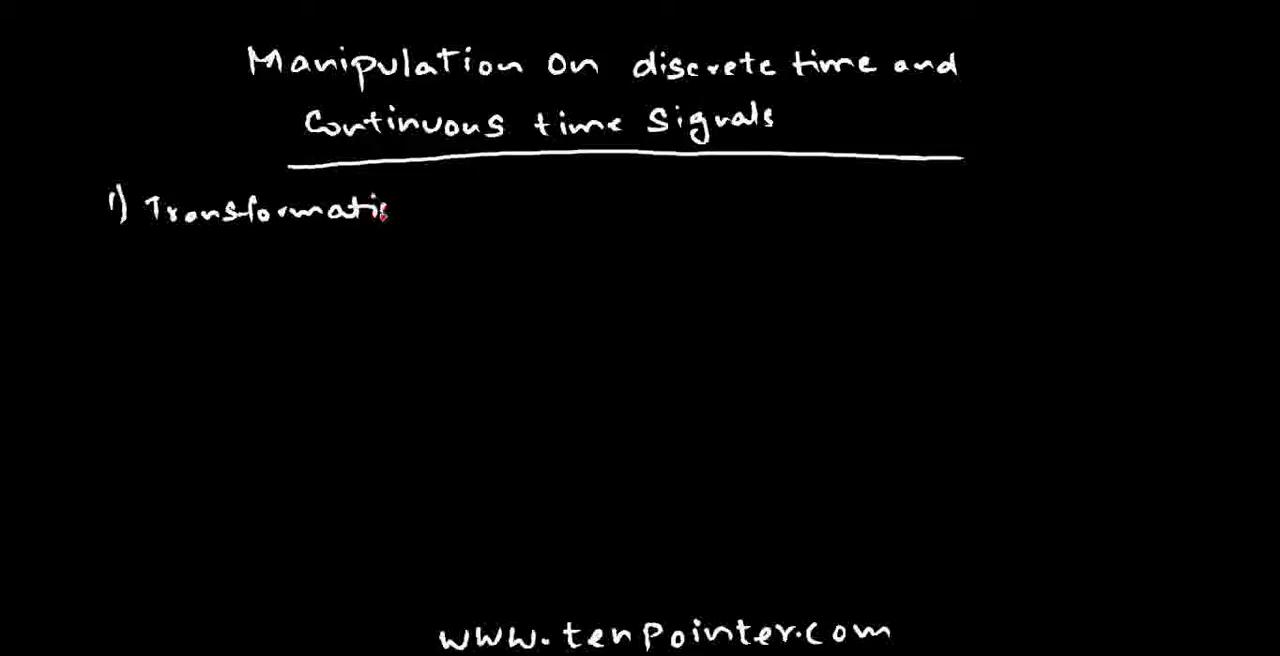 Manipulation on discrete time and
Continuous time signals
1) Transformati
www.tenpointer.com